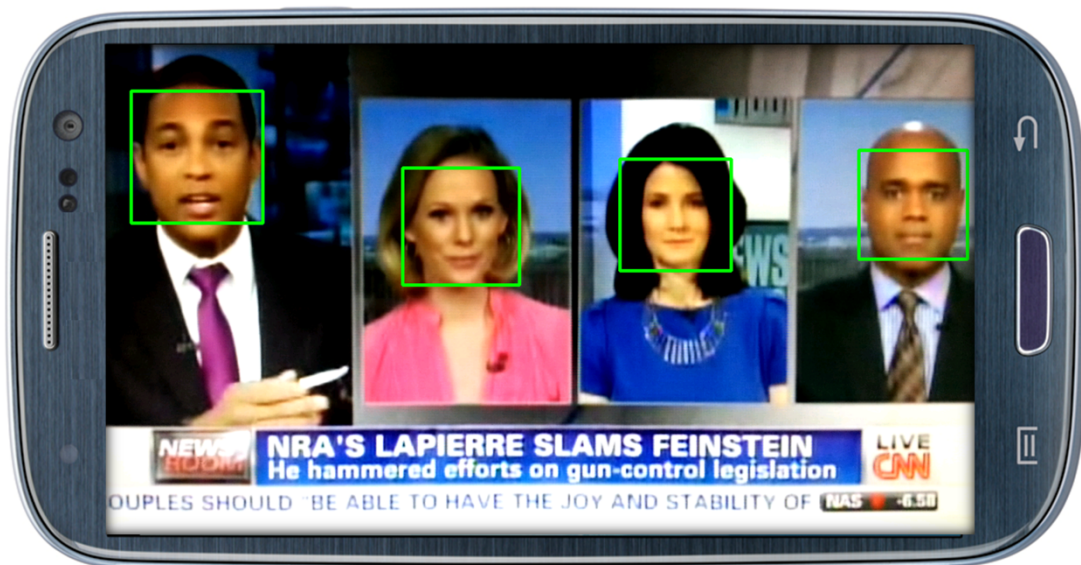 NEWS
ROOM
NRA'S LAPIERRE SLAMS FEINSTEIN
He hammered efforts on gun-control legislation
LIVE
CNN
OUPLES SHOULD "BE ABLE TO HAVE THE JOY AND STABILITY OF
NAS -6.58
EWS